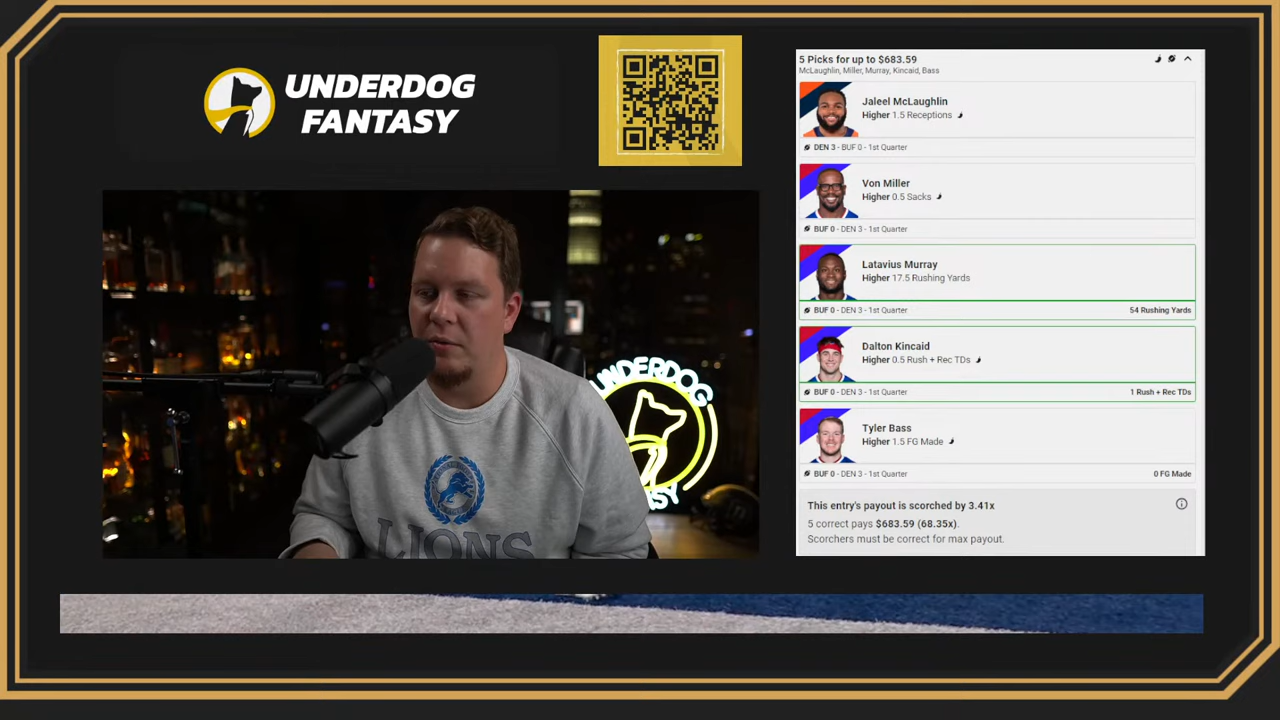 UNDERDOG
FANTASY
5 Picks for up to $683.59
McLaughlin, Miller, Murray, Kincaid, Bass
Jaleel McLaughlin
Higher 1.5 Receptions
DEN 3 - BUF 0 - 1st Quarter
Von Miller
Higher 0.5 Sacks
BUF 0 - DEN 3 - 1st Quarter
Latavius Murray
Higher 17.5 Rushing Yards
BUF 0 - DEN 3 - 1st Quarter 54 Rushing Yards
Dalton Kincaid
Higher 0.5 Rush + Rec TDs
BUF 0 - DEN 3 - 1st Quarter 1 Rush + Rec TDs
Tyler Bass
Higher 1.5 FG Made
BUF 0 - DEN 3 - 1st Quarter 0 FG Made
This entry's payout is scorched by 3.41x
5 correct pays $683.59 (68.35x).
Scorchers must be correct for max payout.
UNDERDOG
LIONS